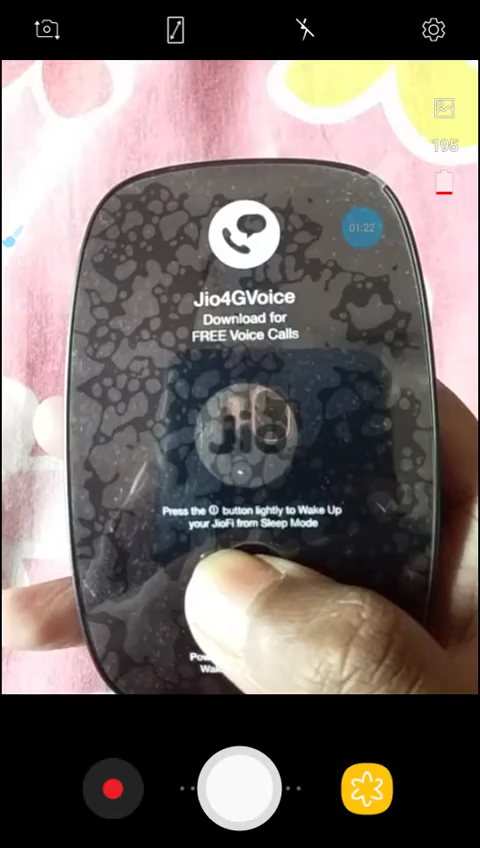 195
01:22
Jio4GVoice
Download for
FREE Voice Calls
Jio
Press the button lightly to Wake Up
your JioFi from Sleep Mode